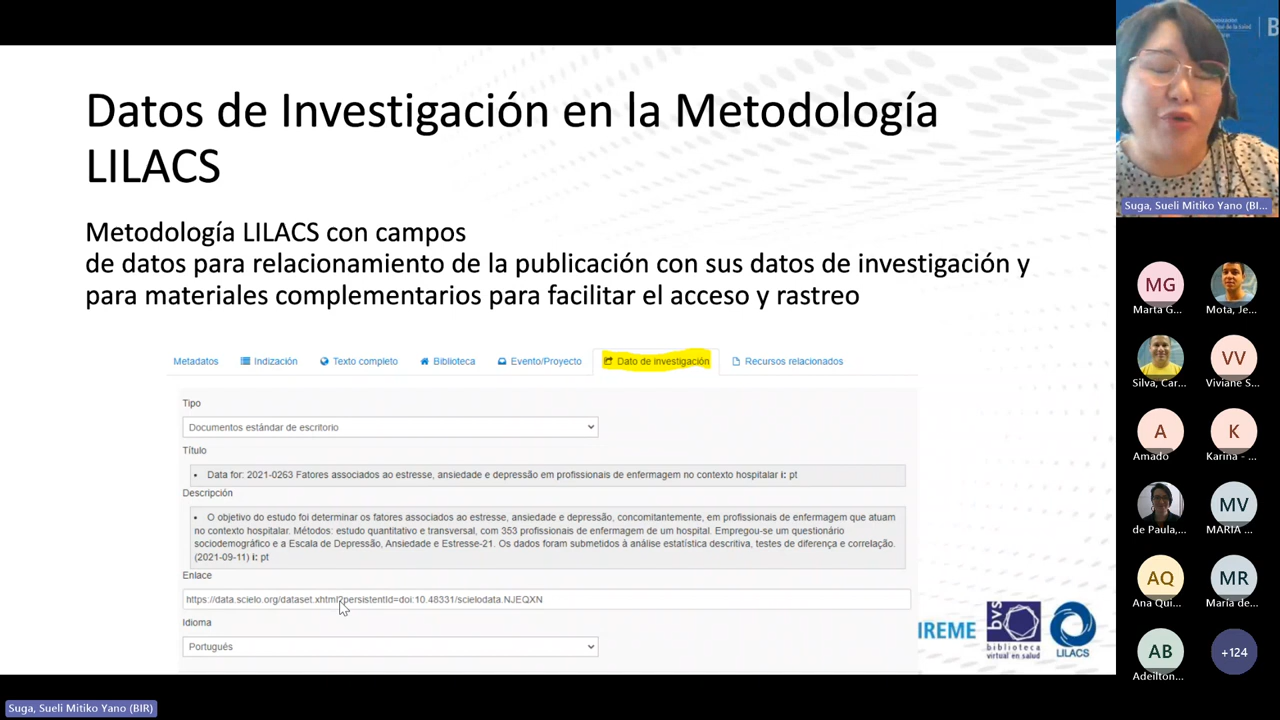 Datos de Investigación en la Metodología
LILACS
Metodología LILACS con campos
de datos para relacionamiento de la publicación con sus datos de investigación y
para materiales complementarios para facilitar el acceso y rastreo
Metadatos
Indización
Texto completo
Biblioteca
Evento/Proyecto
Dato de investigación
Recursos relacionados
Tipo
Documentos estándar de escritorio
Título
• Data for: 2021-0263 Fatores associados ao estresse, ansiedade e depressão em profissionais de enfermagem no contexto hospitalar i: pt
Descripción
• O objetivo do estudo foi determinar os fatores associados ao estresse, ansiedade e depressão, concomitantemente, em profissionais de enfermagem que atuam
no contexto hospitalar. Métodos: estudo quantitativo e transversal, com 353 profissionais de enfermagem de um hospital. Empregou-se um questionário
sociodemográfico e a Escala de Depressão, Ansiedade e Estresse-21. Os dados foram submetidos à análise estatística descritiva, testes de diferença e correlação.
(2021-09-11) i: pt
Enlace
https://data.scielo.org/dataset.xhtml?persistentId=doi:10.48331/scielodata.NJEQXN
Idioma
Portugués
IREME
bvs
biblioteca
virtual en salud
LILACS
Suga, Sueli Mitiko Yano (BI...
MG
Marta G...
Mota, Je...
Silva, Car...
VV
Viviane S...
A
Amado
K
Karina - ...
de Paula,...
MV
MARIA ...
AQ
Ana Qui...
MR
Maria de...
AB
Adeilton...
+124
Suga, Sueli Mitiko Yano (BIR)